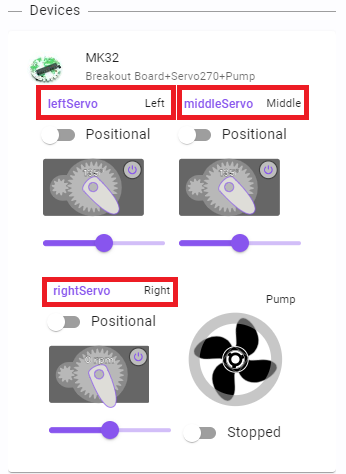 Devices
MK32
Breakout Board+Servo270+Pump
leftServo Left
middleServo Middle
Positional
Positional
rightServo Right
Pump
Positional
Stopped